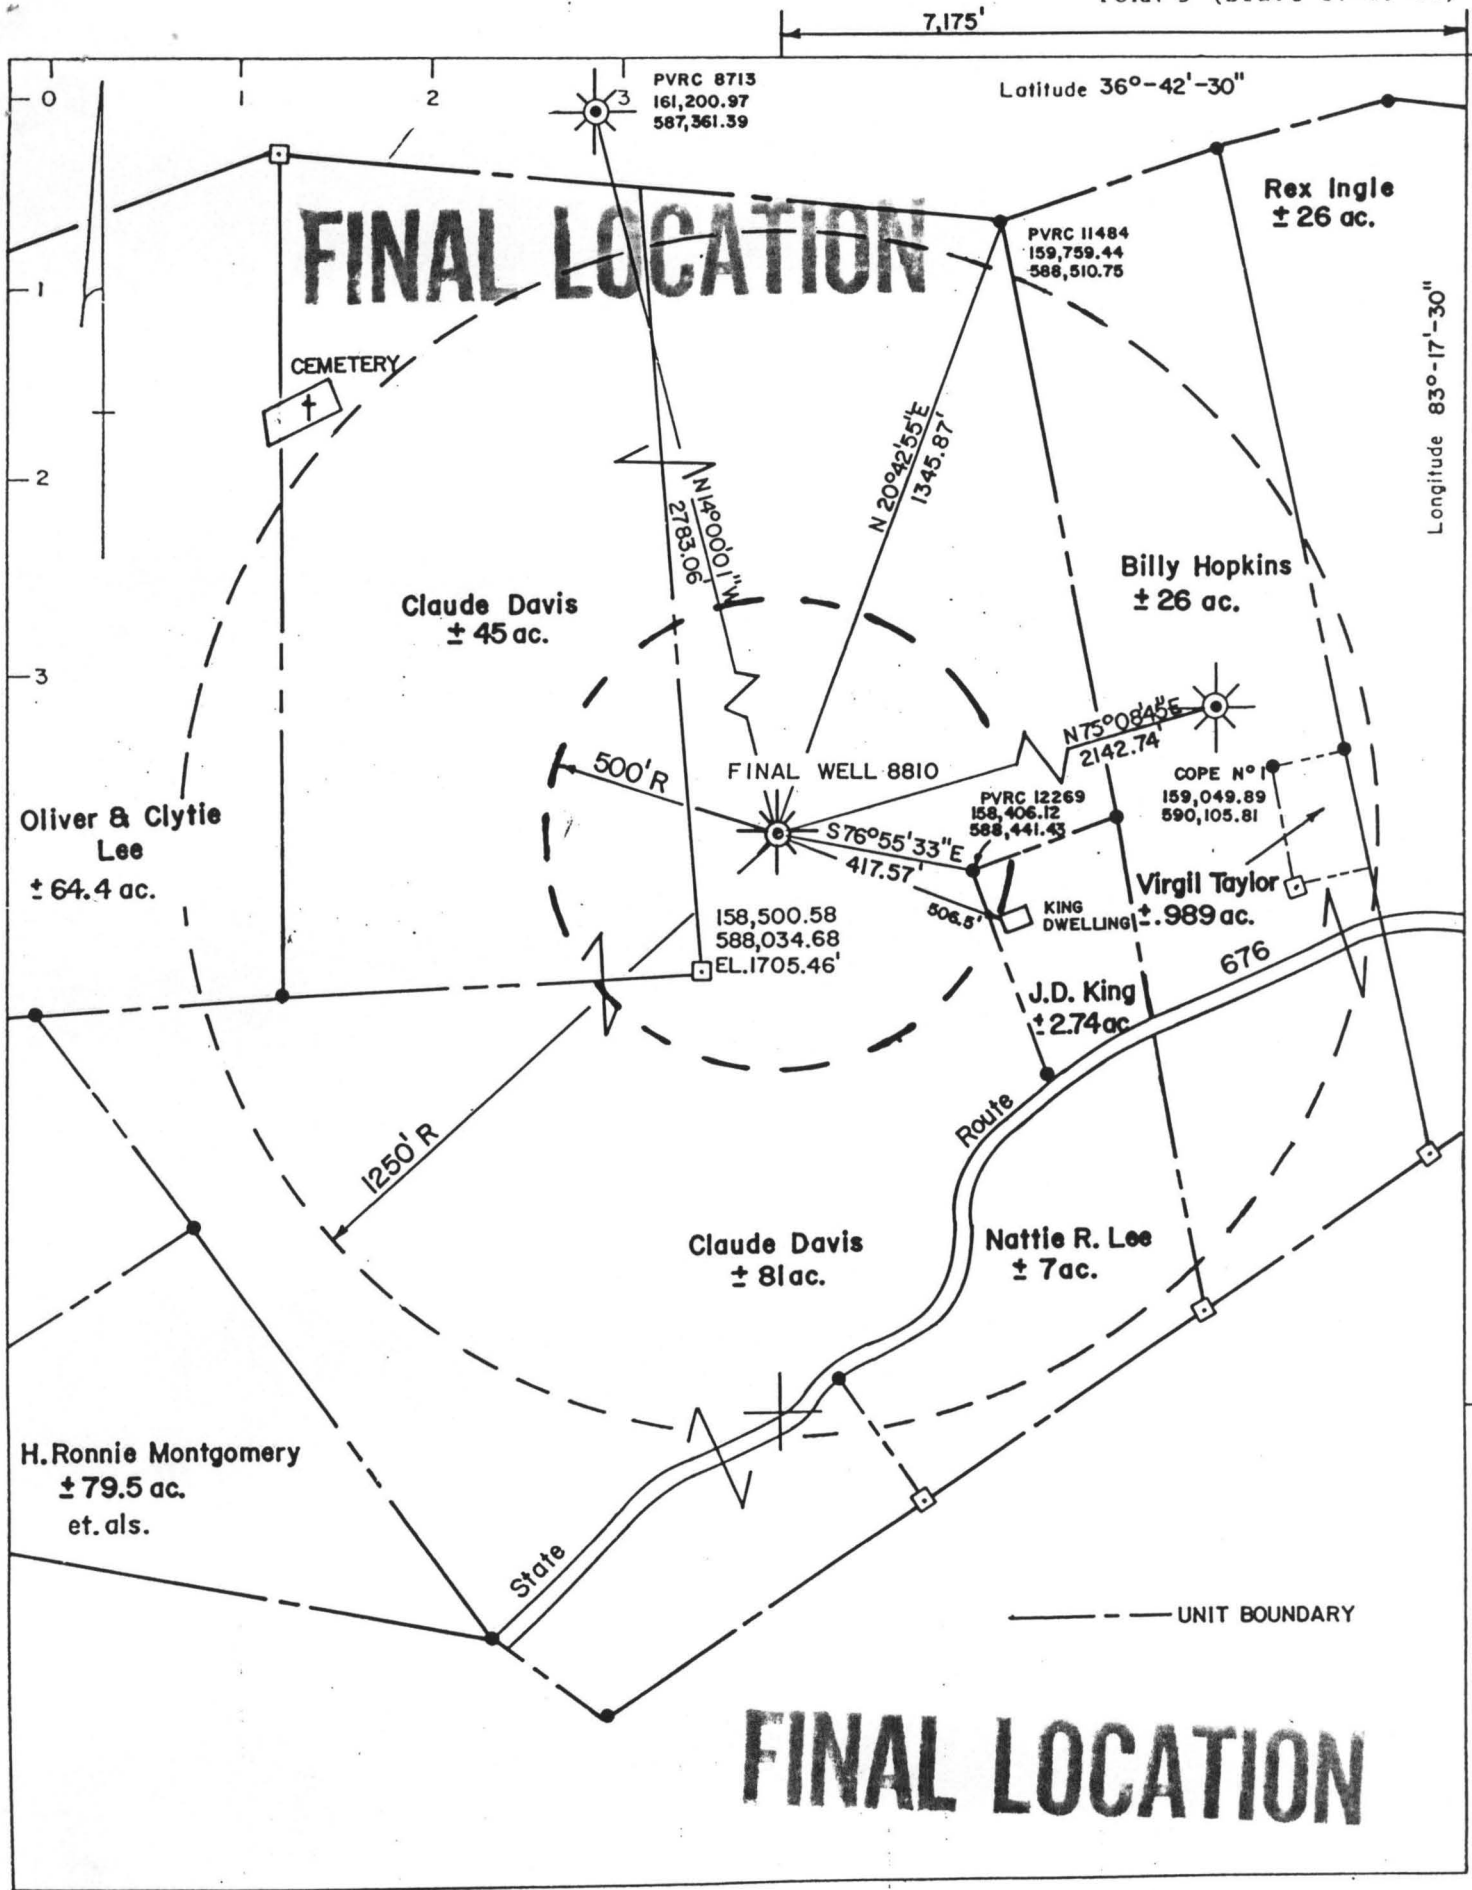 7,175'
0 1 2 3
PVRC 8713
161,200.97
587,361.39
Latitude 36°-42'-30"
Rex Ingle
± 26 ac.
FINAL LOCATION
PVRC 11484
159,759.44
588,510.75
1
Longitude 83°-17'-30"
CEMETERY
2
N 20°42'55"E
1345.87'
N14°00'01"W
2783.06'
Billy Hopkins
± 26 ac.
Claude Davis
± 45 ac.
3
N75°08'45"E
2142.74'
500' R
FINAL WELL 8810
COPE Nº 1
159,049.89
590,105.81
PVRC 12269
158,406.12
588,441.43
Oliver & Clytie
Lee
± 64.4 ac.
S76°55'33"E
417.57'
Virgil Taylor
±.989 ac.
506.5'
KING
DWELLING
158,500.58
588,034.68
EL.1705.46'
676
J.D. King
±2.74ac
Route
1250' R
Claude Davis
± 81ac.
Nattie R. Lee
± 7ac.
H. Ronnie Montgomery
± 79.5 ac.
et. als.
State
UNIT BOUNDARY
FINAL LOCATION